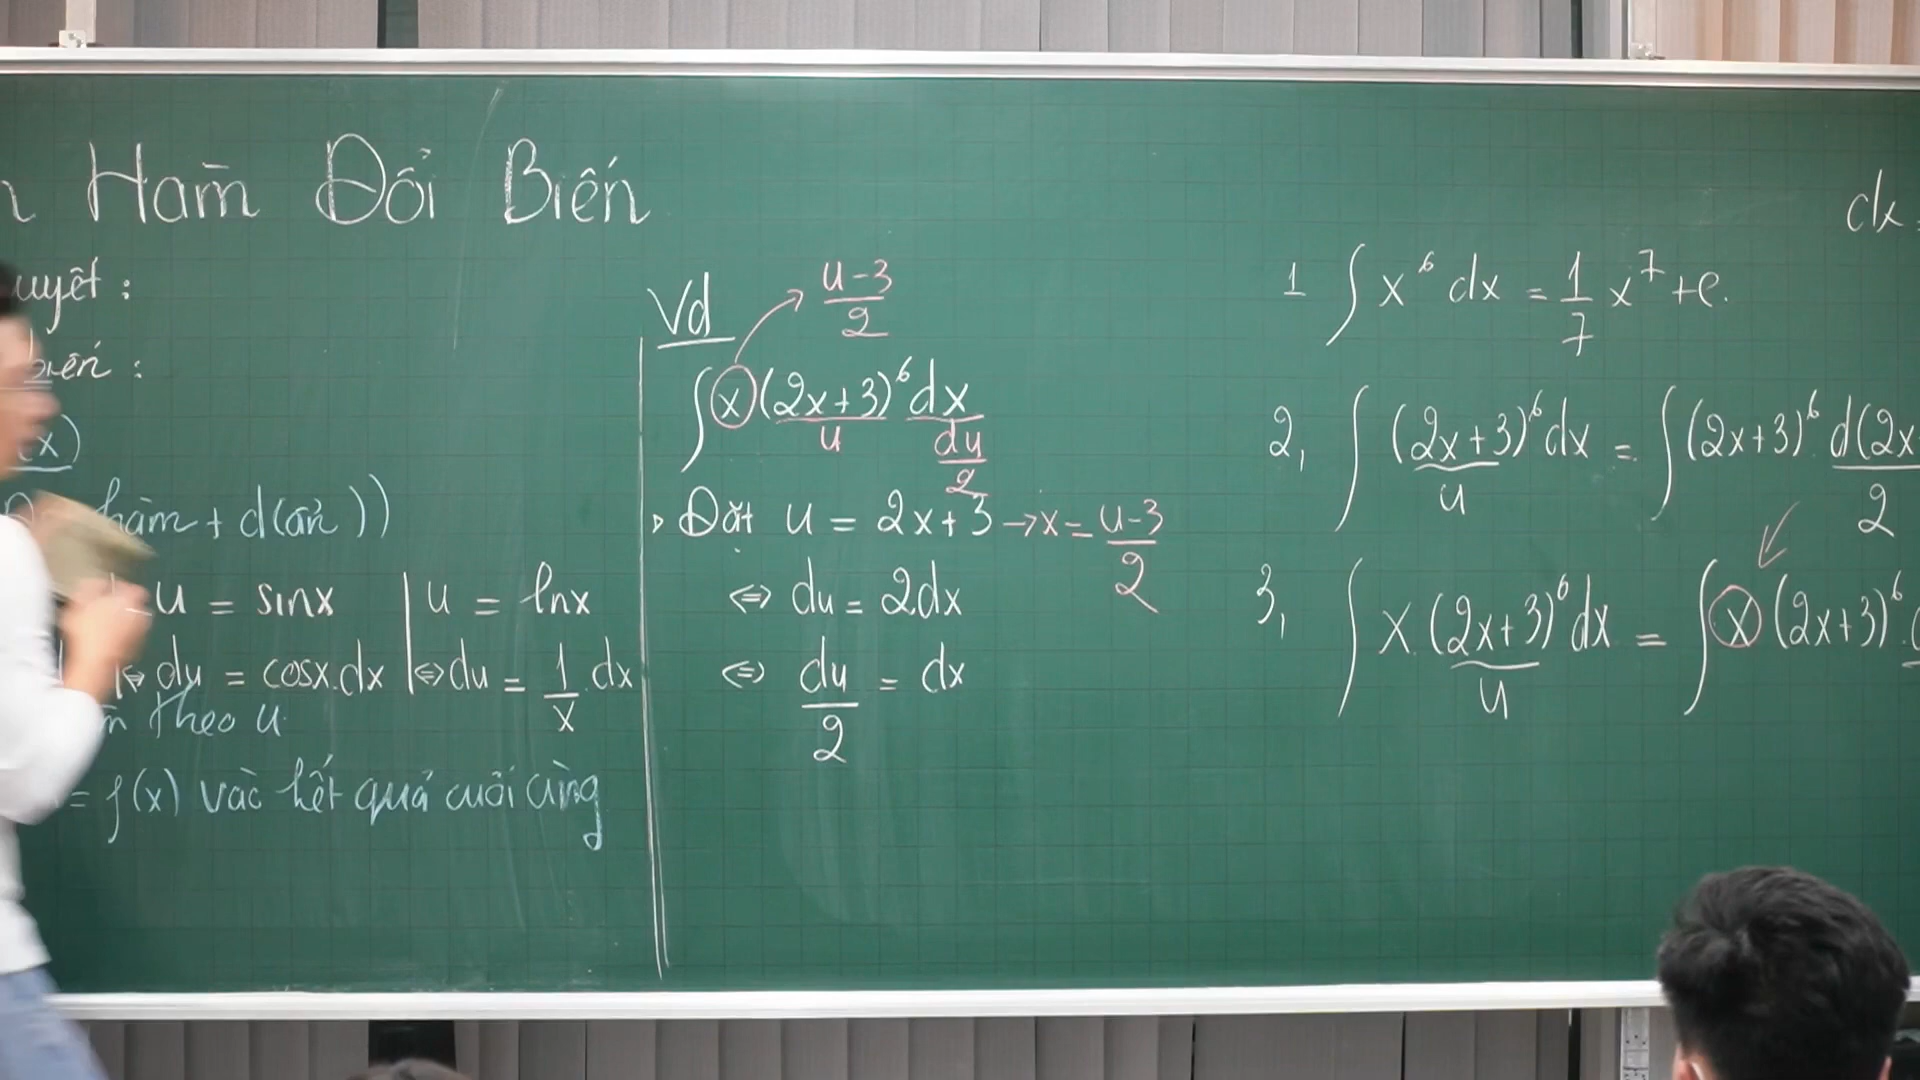 Hàm Đổi Biến
uyết :
biến :
(x)
hàm + d(ẩn))
u = sinx | u = lnx
⇔ du = cosx.dx | ⇔ du = 1/x .dx
theo u
= f(x) vào kết quả cuối cùng
Vd
u-3/2
∫ x (2x+3)^6 dx
u
du/2
▹ Đặt u = 2x+3 → x = u-3/2
⇔ du = 2dx
⇔ du/2 = dx
dx
1 ∫ x^6 dx = 1/7 x^7 + C.
2, ∫ (2x+3)^6 dx = ∫ (2x+3)^6 d(2x
u
2
3, ∫ x.(2x+3)^6 dx = ∫ x (2x+3)^6.
u